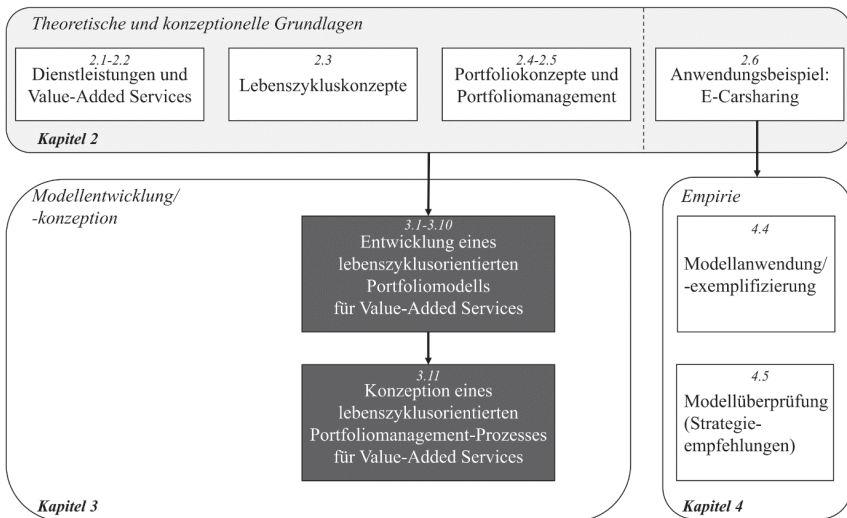 Theoretische und konzeptionelle Grundlagen
2.1-2.2
Dienstleistungen und
Value-Added Services
2.3
Lebenszykluskonzepte
2.4-2.5
Portfoliokonzepte und
Portfoliomanagement
2.6
Anwendungsbeispiel:
E-Carsharing
Kapitel 2
Modellentwicklung/
-konzeption
3.1-3.10
Entwicklung eines
lebenszyklusorientierten
Portfoliomodells
für Value-Added Services
3.11
Konzeption eines
lebenszyklusorientierten
Portfoliomanagement-Prozesses
für Value-Added Services
Kapitel 3
Empirie
4.4
Modellanwendung/
-exemplifizierung
4.5
Modellüberprüfung
(Strategie-
empfehlungen)
Kapitel 4